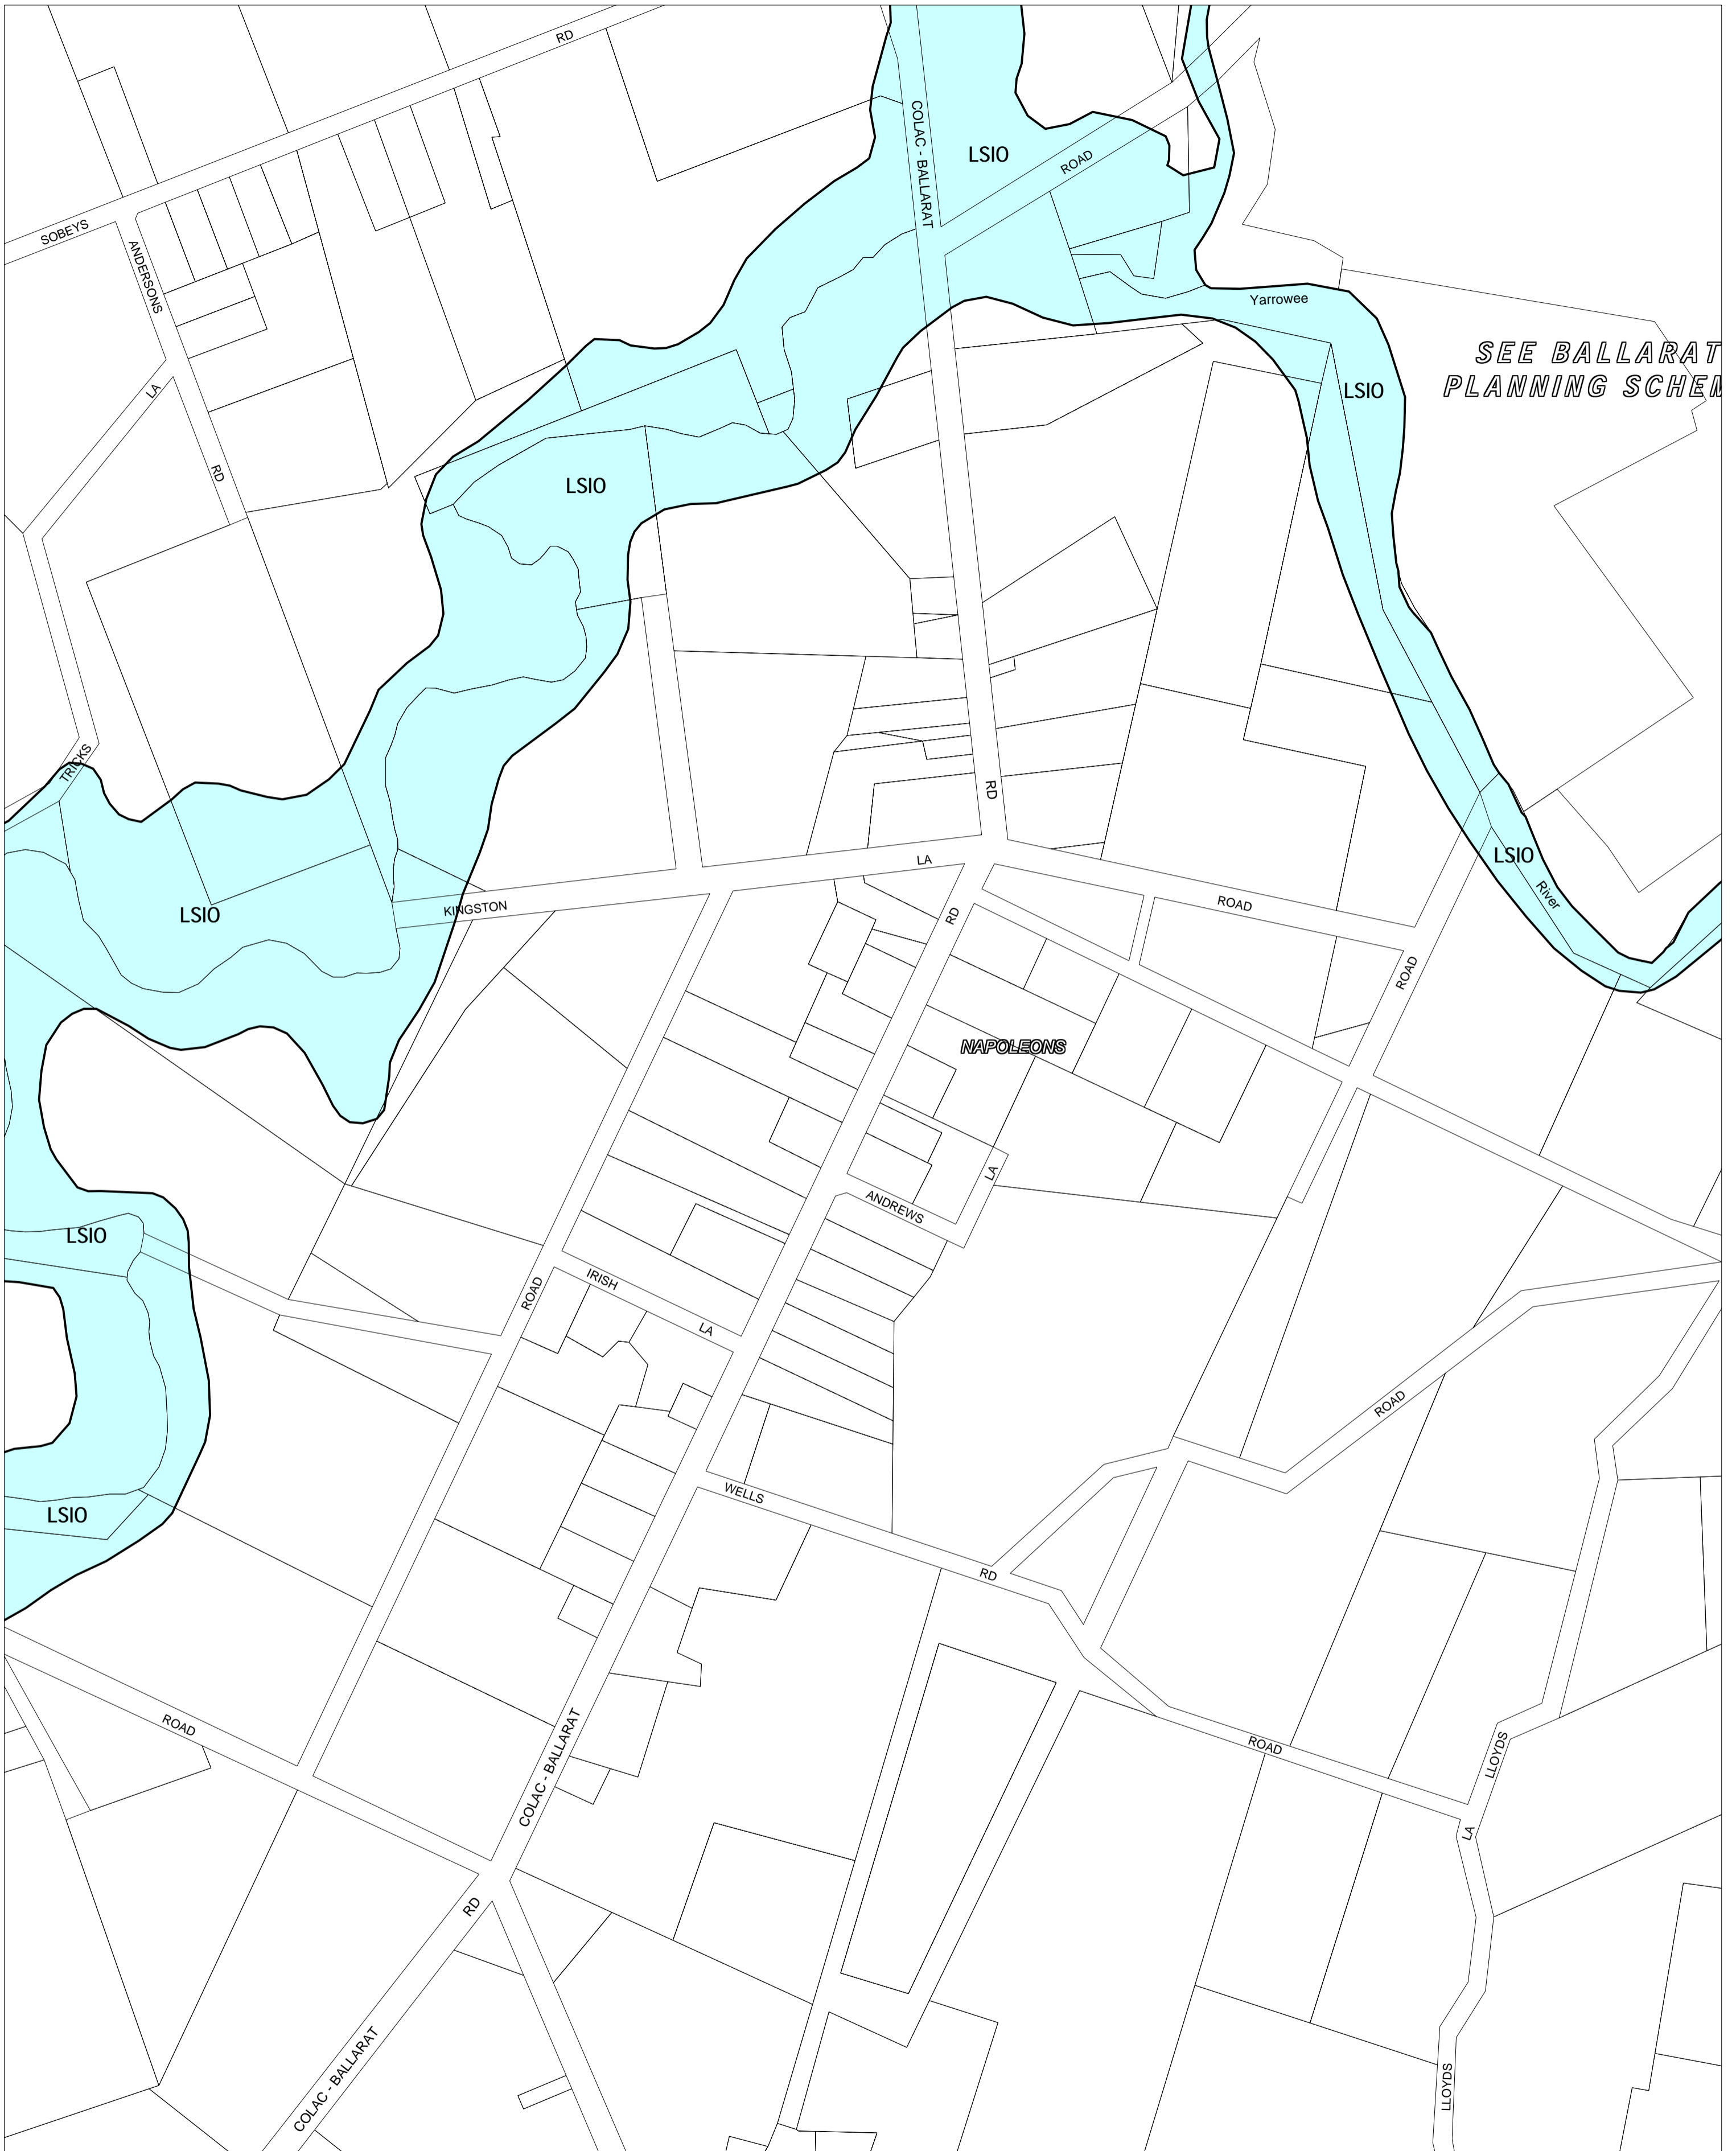 RD
COLAC - BALLARAT
LSIO
ROAD
SOBEYS
ANDERSONS
Yarrowee
SEE BALLARAT
PLANNING SCHEM
LA
LSIO
RD
LSIO
TRICKS
RD
LA
LSIO
River
KINGSTON
LSIO
RD
ROAD
ROAD
NAPOLEONS
LA
ANDREWS
LSIO
IRISH
ROAD
LA
ROAD
WELLS
LSIO
RD
ROAD
COLAC - BALLARAT
ROAD
LLOYDS
LA
RD
COLAC - BALLARAT
LLOYDS